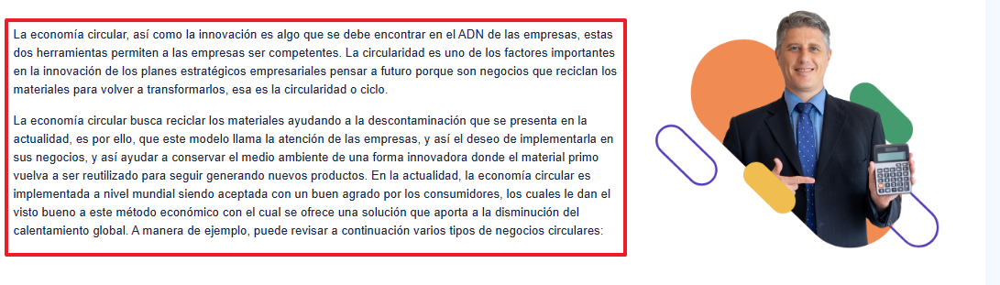 La economía circular, así como la innovación es algo que se debe encontrar en el ADN de las empresas, estas
dos herramientas permiten a las empresas ser competentes. La circularidad es uno de los factores importantes
en la innovación de los planes estratégicos empresariales pensar a futuro porque son negocios que reciclan los
materiales para volver a transformarlos, esa es la circularidad o ciclo.
La economía circular busca reciclar los materiales ayudando a la descontaminación que se presenta en la
actualidad, es por ello, que este modelo llama la atención de las empresas, y así el deseo de implementarla en
sus negocios, y así ayudar a conservar el medio ambiente de una forma innovadora donde el material primo
vuelva a ser reutilizado para seguir generando nuevos productos. En la actualidad, la economía circular es
implementada a nivel mundial siendo aceptada con un buen agrado por los consumidores, los cuales le dan el
visto bueno a este método económico con el cual se ofrece una solución que aporta a la disminución del
calentamiento global. A manera de ejemplo, puede revisar a continuación varios tipos de negocios circulares: